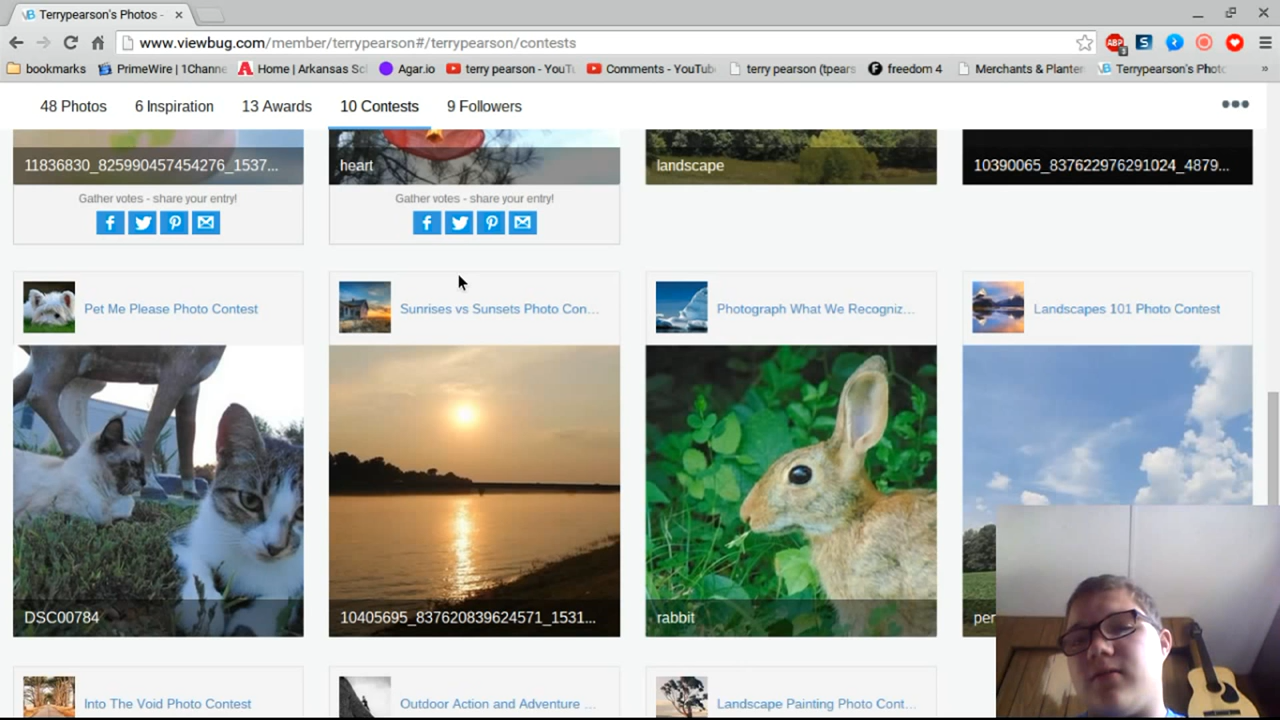 Terrypearson's Photos -
www.viewbug.com/member/terrypearson#/terrypearson/contests
bookmarks PrimeWire | 1Channe Home | Arkansas Sc Agar.io terry pearson - YouTu Comments - YouTub terry pearson (tpears freedom 4 Merchants & Planter Terrypearson's Phot »
48 Photos 6 Inspiration 13 Awards 10 Contests 9 Followers
11836830_825990457454276_1537... heart landscape 10390065_837622976291024_4879...
Gather votes - share your entry! Gather votes - share your entry!
Pet Me Please Photo Contest Sunrises vs Sunsets Photo Con... Photograph What We Recogniz... Landscapes 101 Photo Contest
DSC00784 10405695_837620839624571_1531... rabbit per
Into The Void Photo Contest Outdoor Action and Adventure ... Landscape Painting Photo Cont...